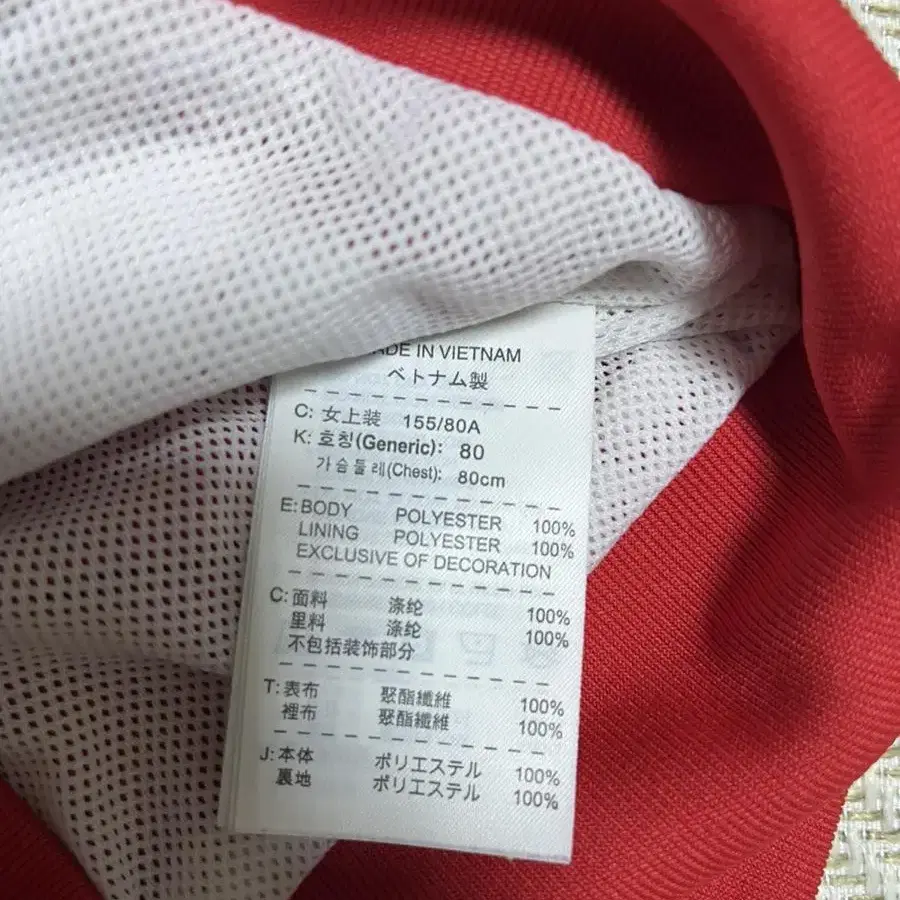 MADE IN VIETNAM
ベトナム製
C: 女上装 155/80A
K: 호칭(Generic): 80
가슴둘레(Chest): 80cm
E: BODY POLYESTER 100%
LINING POLYESTER 100%
EXCLUSIVE OF DECORATION
C: 面料 涤纶 100%
里料 涤纶 100%
不包括装饰部分
T: 表布 聚酯纖維 100%
裡布 聚酯纖維 100%
J: 本体 ポリエステル 100%
裏地 ポリエステル 100%